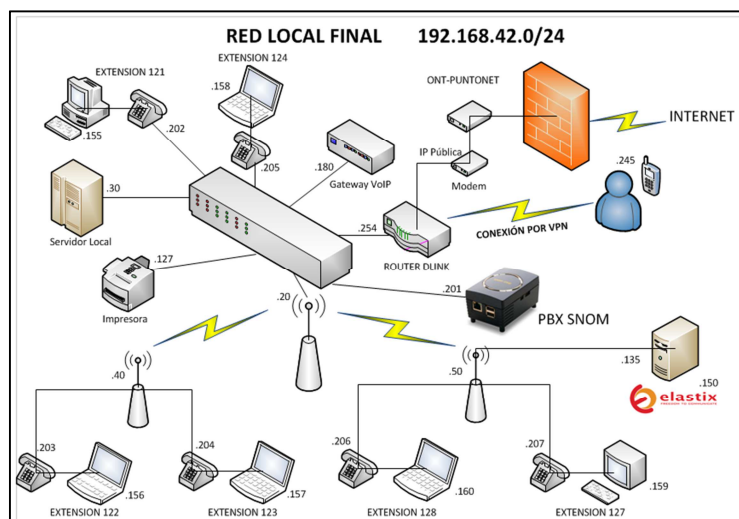 RED LOCAL FINAL 192.168.42.0/24
EXTENSION 121
EXTENSION 124
.158
ONT-PUNTONET
.155
.202
.205
.180
Gateway VoIP
IP Pública
Modem
INTERNET
.245
.30
Servidor Local
.254
CONEXIÓN POR VPN
ROUTER DLINK
.127
Impresora
.201
PBX SNOM
.20
.40
.50
.135
.150
elastix
.203
.204
.206
.207
.156
.157
.160
.159
EXTENSION 122
EXTENSION 123
EXTENSION 128
EXTENSION 127